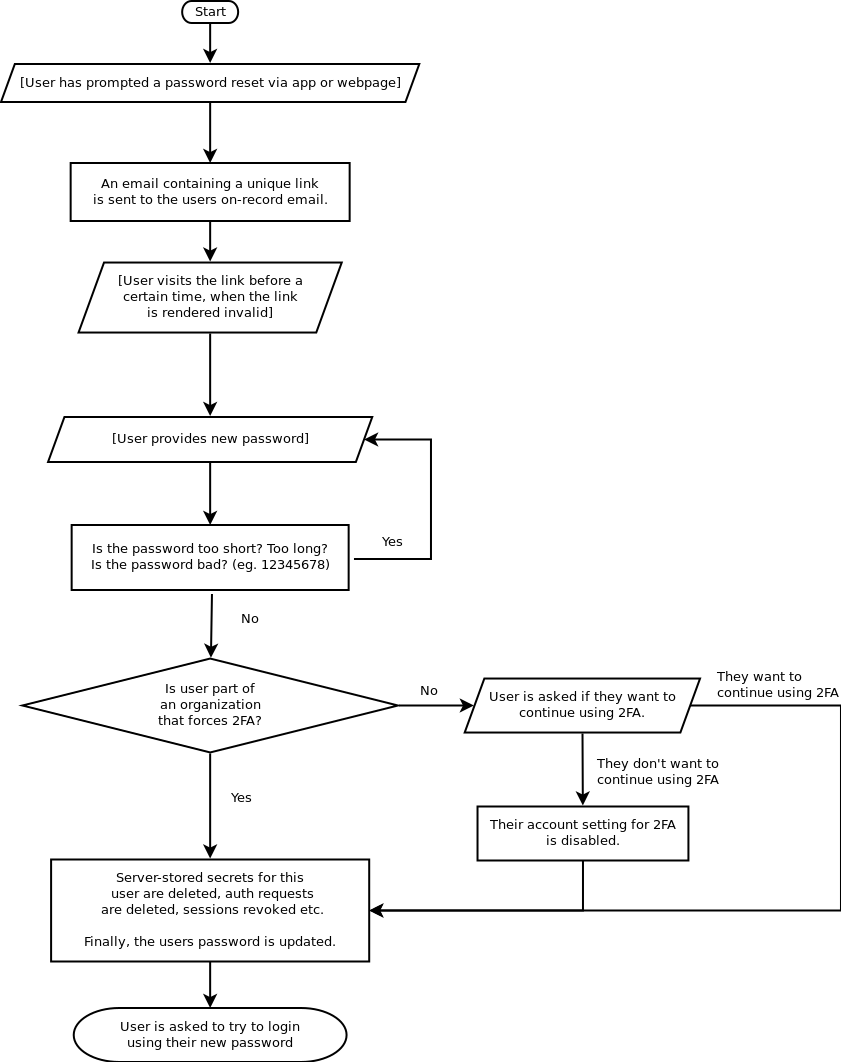 Start
[User has prompted a password reset via app or webpage]
An email containing a unique link
is sent to the users on-record email.
[User visits the link before a
certain time, when the link
is rendered invalid]
[User provides new password]
Is the password too short? Too long?
Is the password bad? (eg. 12345678)
Yes
No
Is user part of
an organization
that forces 2FA?
No
User is asked if they want to
continue using 2FA.
They want to
continue using 2FA
They don't want to
continue using 2FA
Their account setting for 2FA
is disabled.
Yes
Server-stored secrets for this
user are deleted, auth requests
are deleted, sessions revoked etc.
Finally, the users password is updated.
User is asked to try to login
using their new password